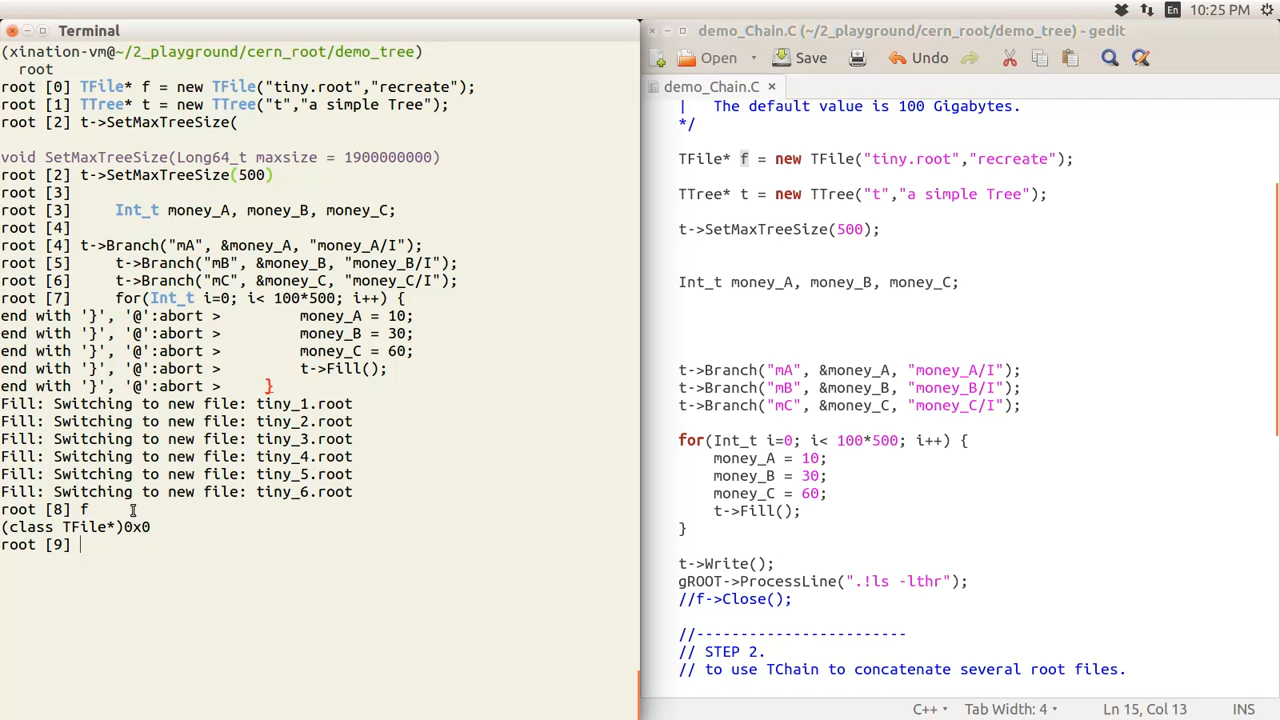 En 10:25 PM
Terminal
(xination-vm@~/2_playground/cern_root/demo_tree)
root
root [0] TFile* f = new TFile("tiny.root","recreate");
root [1] TTree* t = new TTree("t","a simple Tree");
root [2] t->SetMaxTreeSize(
void SetMaxTreeSize(Long64_t maxsize = 1900000000)
root [2] t->SetMaxTreeSize(500)
root [3]
root [3] Int_t money_A, money_B, money_C;
root [4]
root [4] t->Branch("mA", &money_A, "money_A/I");
root [5] t->Branch("mB", &money_B, "money_B/I");
root [6] t->Branch("mC", &money_C, "money_C/I");
root [7] for(Int_t i=0; i< 100*500; i++) {
end with '}', '@':abort > money_A = 10;
end with '}', '@':abort > money_B = 30;
end with '}', '@':abort > money_C = 60;
end with '}', '@':abort > t->Fill();
end with '}', '@':abort > }
Fill: Switching to new file: tiny_1.root
Fill: Switching to new file: tiny_2.root
Fill: Switching to new file: tiny_3.root
Fill: Switching to new file: tiny_4.root
Fill: Switching to new file: tiny_5.root
Fill: Switching to new file: tiny_6.root
root [8] f
(class TFile*)0x0
root [9]
demo_Chain.C (~/2_playground/cern_root/demo_tree) - gedit
Open Save Undo
demo_Chain.C ×
| The default value is 100 Gigabytes.
*/
TFile* f = new TFile("tiny.root","recreate");
TTree* t = new TTree("t","a simple Tree");
t->SetMaxTreeSize(500);
Int_t money_A, money_B, money_C;
t->Branch("mA", &money_A, "money_A/I");
t->Branch("mB", &money_B, "money_B/I");
t->Branch("mC", &money_C, "money_C/I");
for(Int_t i=0; i< 100*500; i++) {
money_A = 10;
money_B = 30;
money_C = 60;
t->Fill();
}
t->Write();
gROOT->ProcessLine(".!ls -lthr");
//f->Close();
//------------------------
// STEP 2.
// to use TChain to concatenate several root files.
C++ Tab Width: 4 Ln 15, Col 13 INS